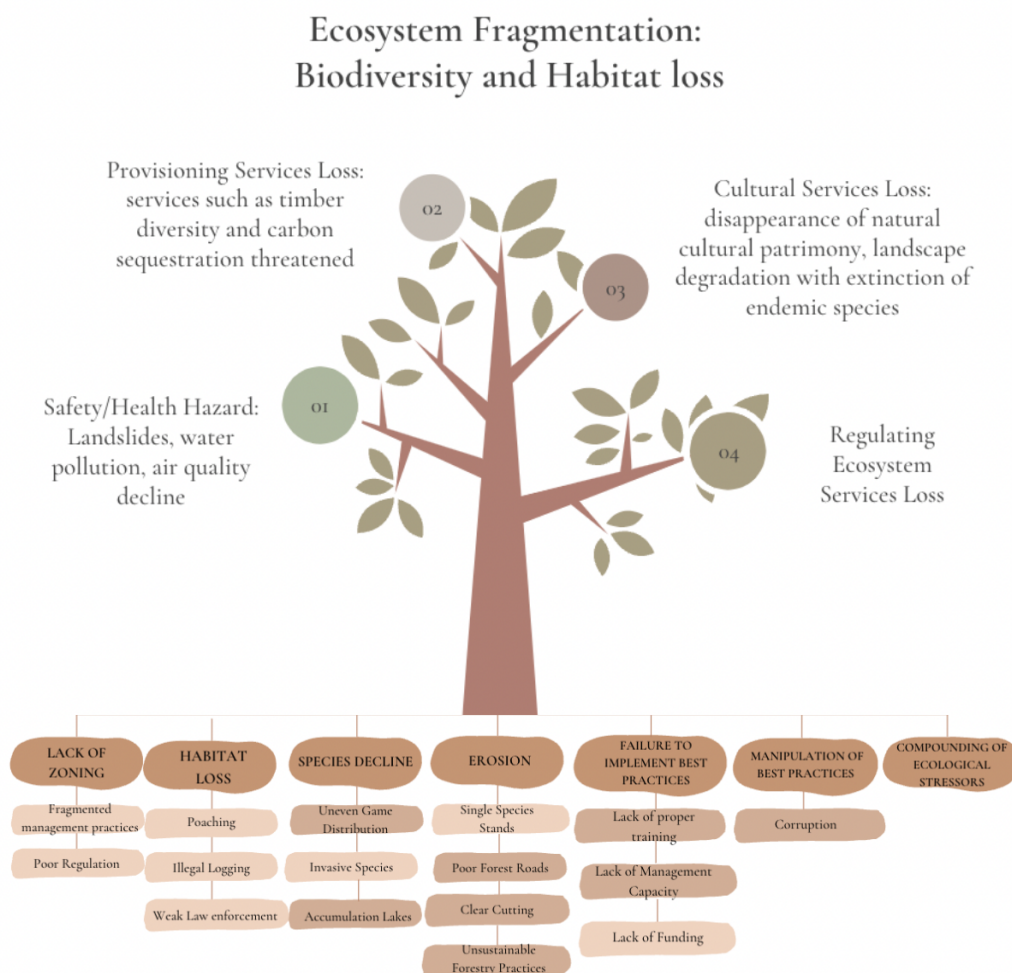 Ecosystem Fragmentation:
Biodiversity and Habitat loss
Provisioning Services Loss:
services such as timber
diversity and carbon
sequestration threatened
02
Cultural Services Loss:
disappearance of natural
cultural patrimony, landscape
degradation with extinction of
endemic species
03
Safety/Health Hazard:
Landslides, water
pollution, air quality
decline
01
04
Regulating
Ecosystem
Services Loss
LACK OF
ZONING
Fragmented
management practices
Poor Regulation
HABITAT
LOSS
Poaching
Illegal Logging
Weak Law enforcement
SPECIES DECLINE
Uneven Game
Distribution
Invasive Species
Accumulation Lakes
EROSION
Single Species
Stands
Poor Forest Roads
Clear Cutting
Unsustainable
Forestry Practices
FAILURE TO
IMPLEMENT BEST
PRACTICES
Lack of proper
training
Lack of Management
Capacity
Lack of Funding
MANIPULATION OF
BEST PRACTICES
Corruption
COMPOUNDING OF
ECOLOGICAL
STRESSORS